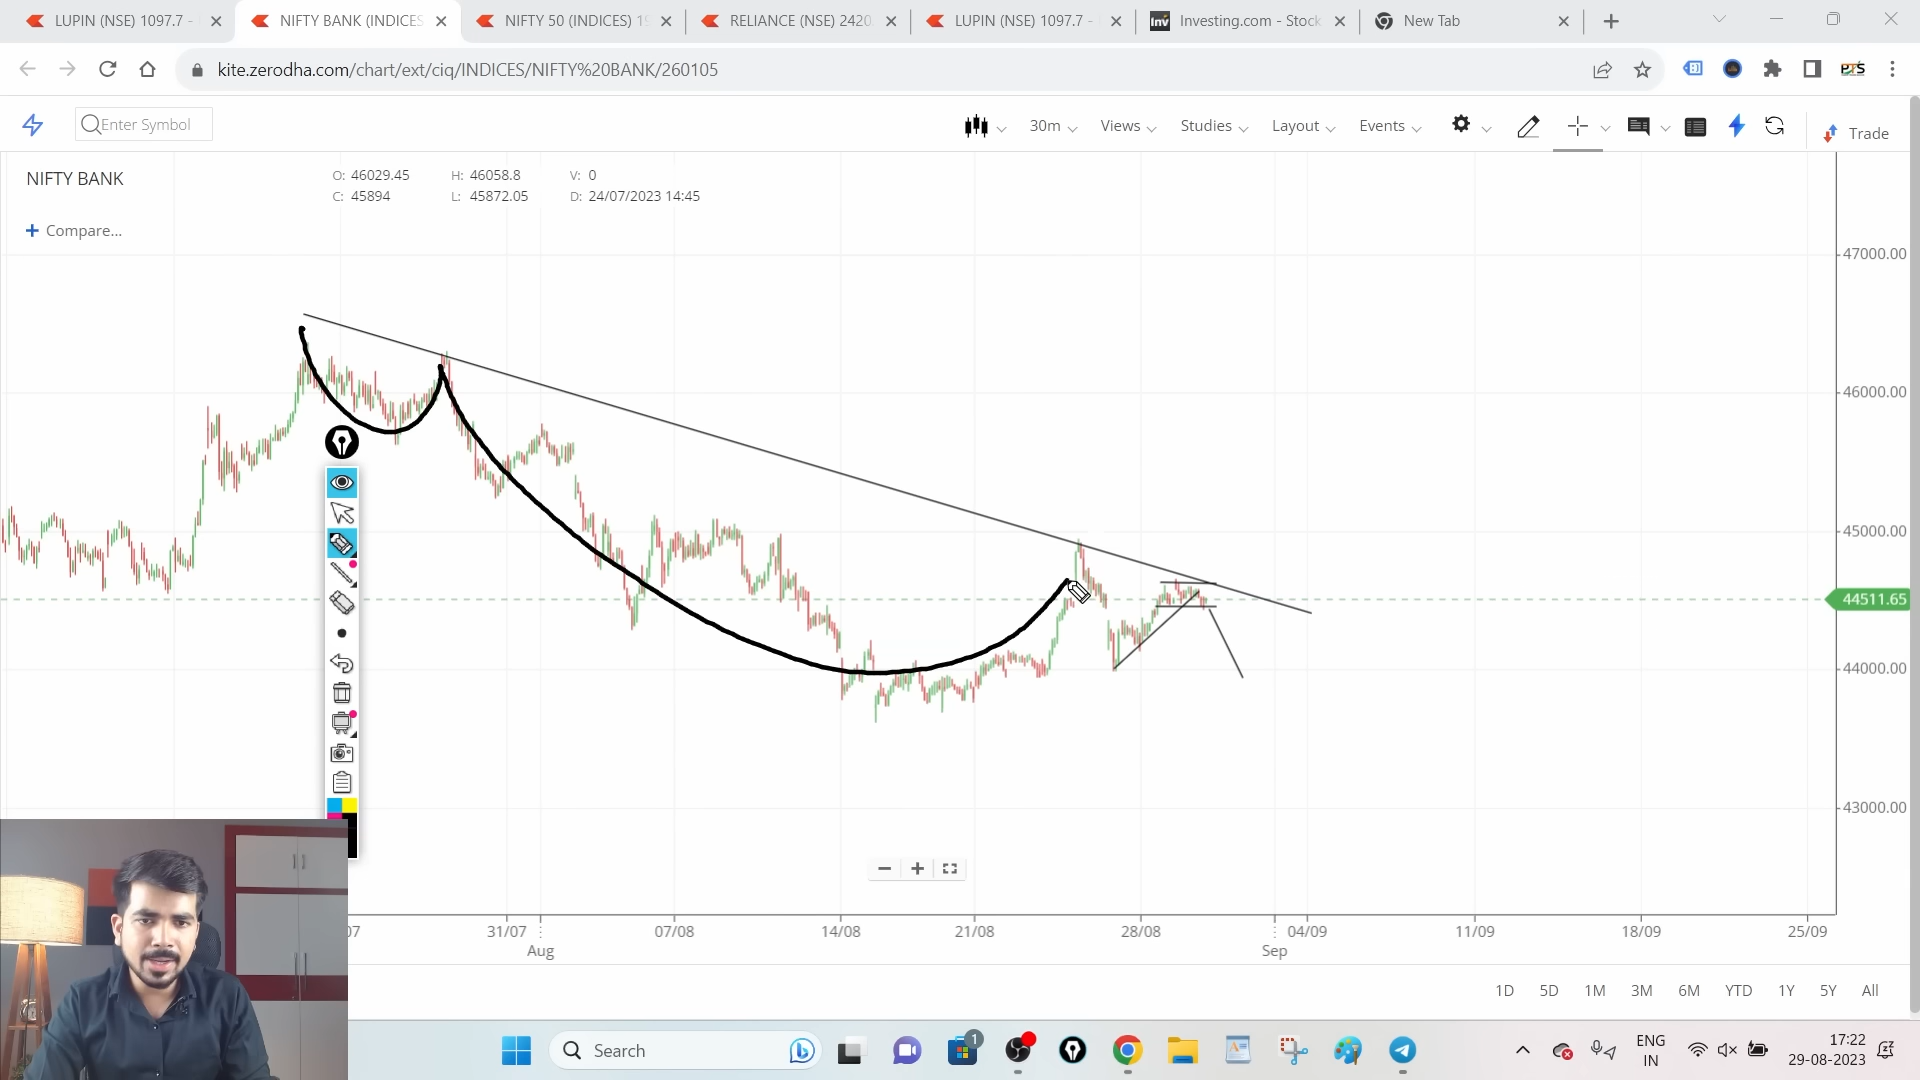 LUPIN (NSE) 1097.7 -
NIFTY BANK (INDICES
NIFTY 50 (INDICES) 19
RELIANCE (NSE) 2420.
LUPIN (NSE) 1097.7 -
Inv
Investing.com - Stock
New Tab
kite.zerodha.com/chart/ext/ciq/INDICES/NIFTY%20BANK/260105
PTS
Enter Symbol
30m
Views
Studies
Layout
Events
Trade
NIFTY BANK
O: 46029.45 H: 46058.8 V: 0
C: 45894 L: 45872.05 D: 24/07/2023 14:45
+ Compare...
47000.00
46000.00
45000.00
44511.65
44000.00
43000.00
07 31/07 07/08 14/08 21/08 28/08 04/09 11/09 18/09 25/09
Aug Sep
1D 5D 1M 3M 6M YTD 1Y 5Y All
Search
1
ENG
IN
17:22
29-08-2023